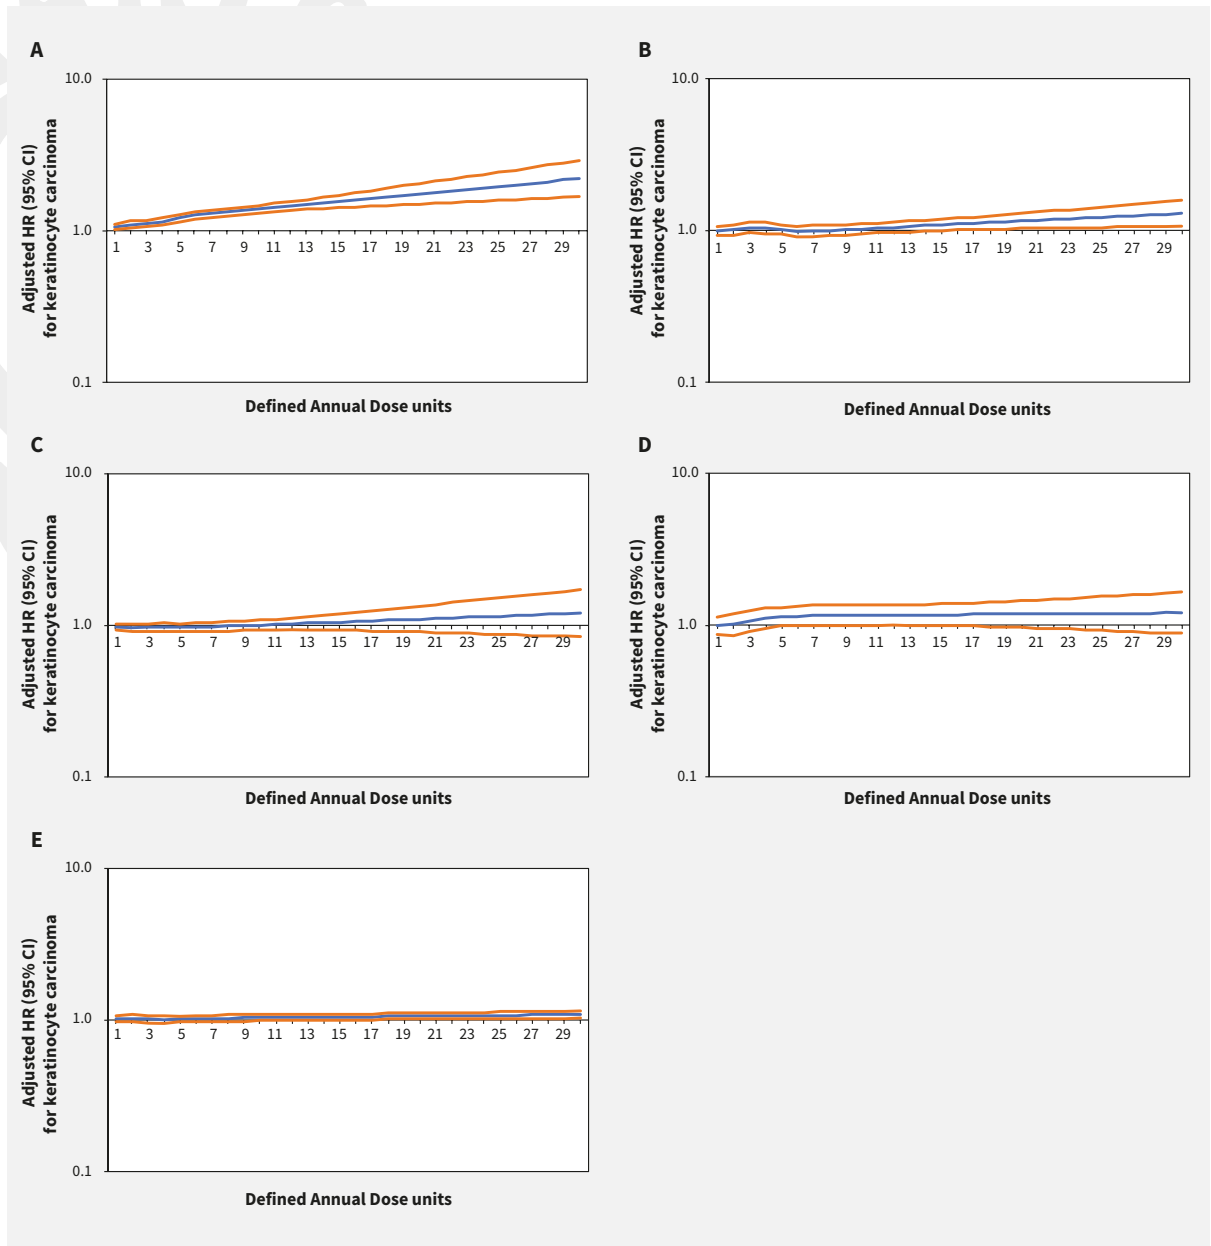 A
10.0
1.0
0.1
Adjusted HR (95% CI)
for keratinocyte carcinoma
1 3 5 7 9 11 13 15 17 19 21 23 25 27 29
Defined Annual Dose units
B
10.0
1.0
0.1
Adjusted HR (95% CI)
for keratinocyte carcinoma
1 3 5 7 9 11 13 15 17 19 21 23 25 27 29
Defined Annual Dose units
C
10.0
1.0
0.1
Adjusted HR (95% CI)
for keratinocyte carcinoma
1 3 5 7 9 11 13 15 17 19 21 23 25 27 29
Defined Annual Dose units
D
10.0
1.0
0.1
Adjusted HR (95% CI)
for keratinocyte carcinoma
1 3 5 7 9 11 13 15 17 19 21 23 25 27 29
Defined Annual Dose units
E
10.0
1.0
0.1
Adjusted HR (95% CI)
for keratinocyte carcinoma
1 3 5 7 9 11 13 15 17 19 21 23 25 27 29
Defined Annual Dose units